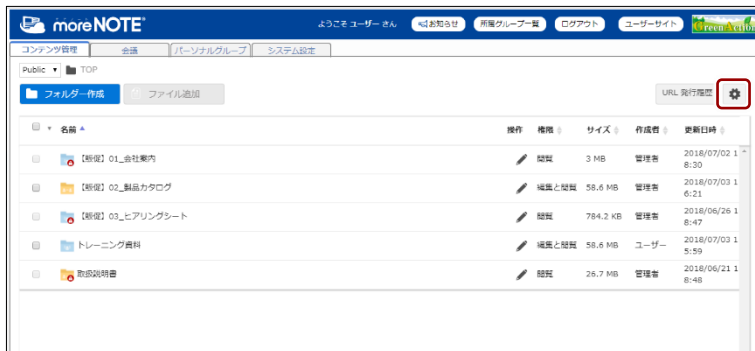 moreNOTE
ようこそ ユーザー さん
お知らせ
所属グループ一覧
ログアウト
ユーザーサイト
Green Actio
コンテンツ管理
会議
パーソナルグループ
システム設定
Public ▼ TOP
フォルダー作成
ファイル追加
URL 発行履歴
名前 操作 権限 サイズ 作成者 更新日時
【販促】01_会社案内 閲覧 3 MB 管理者 2018/07/02 1
8:30
【販促】02_製品カタログ 編集と閲覧 58.6 MB 管理者 2018/07/03 1
6:21
【販促】03_ヒアリングシート 閲覧 784.2 KB 管理者 2018/06/26 1
8:47
トレーニング資料 編集と閲覧 58.6 MB ユーザー 2018/07/03 1
5:59
取扱説明書 閲覧 26.7 MB 管理者 2018/06/21 1
8:48